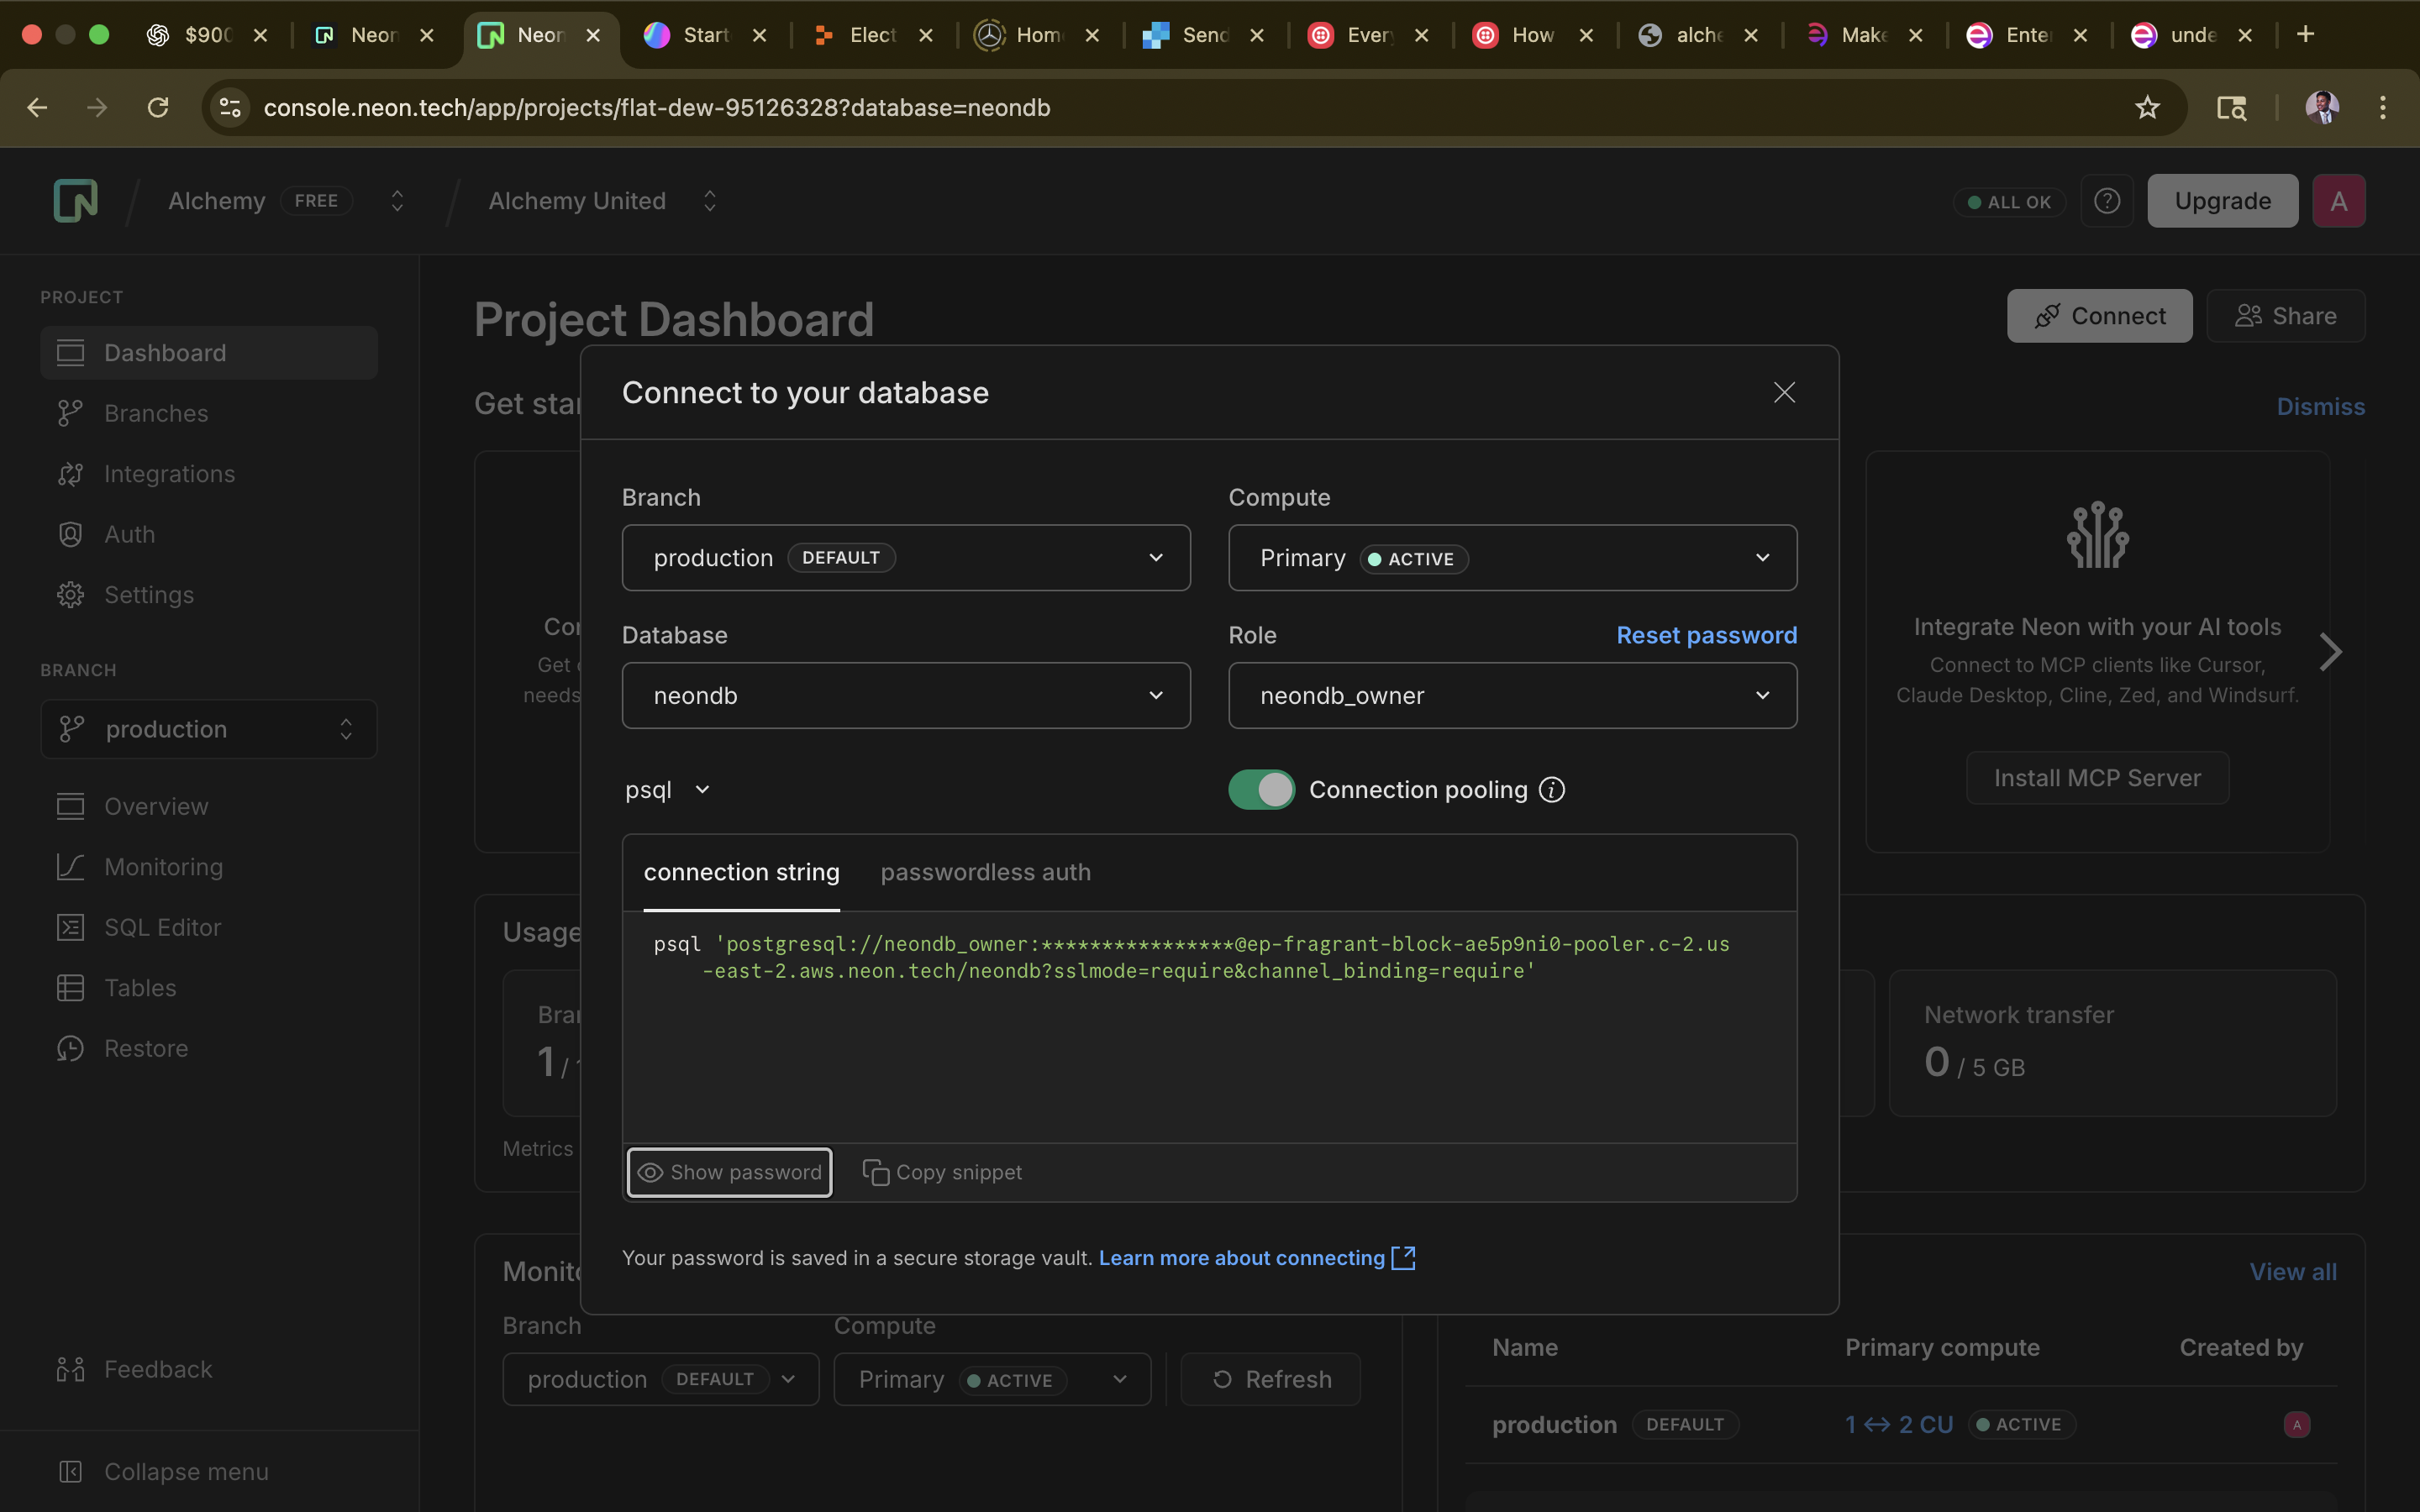 $900
Neon
Neon
Start
Elect
Hom
Send
Every
How
alche
Make
Enter
unde
console.neon.tech/app/projects/flat-dew-95126328?database=neondb
Alchemy FREE
Alchemy United
ALL OK
Upgrade
A
PROJECT
Dashboard
Branches
Integrations
Auth
Settings
BRANCH
production
Overview
Monitoring
SQL Editor
Tables
Restore
Feedback
Collapse menu
Project Dashboard
Connect
Share
Get star
Dismiss
Con
Get c
needs
Integrate Neon with your AI tools
Connect to MCP clients like Cursor,
Claude Desktop, Cline, Zed, and Windsurf.
Install MCP Server
Usage
Bran
1 / 1
Metrics
Network transfer
0 / 5 GB
Connect to your database
Branch
production DEFAULT
Compute
Primary ACTIVE
Database
neondb
Role
Reset password
neondb_owner
psql
Connection pooling
connection string
passwordless auth
psql 'postgresql://neondb_owner:****************@ep-fragrant-block-ae5p9ni0-pooler.c-2.us
-east-2.aws.neon.tech/neondb?sslmode=require&channel_binding=require'
Show password
Copy snippet
Your password is saved in a secure storage vault. Learn more about connecting
Monito
Branch
production DEFAULT
Compute
Primary ACTIVE
Refresh
View all
Name
Primary compute
Created by
production DEFAULT
1 ↔ 2 CU ACTIVE
A